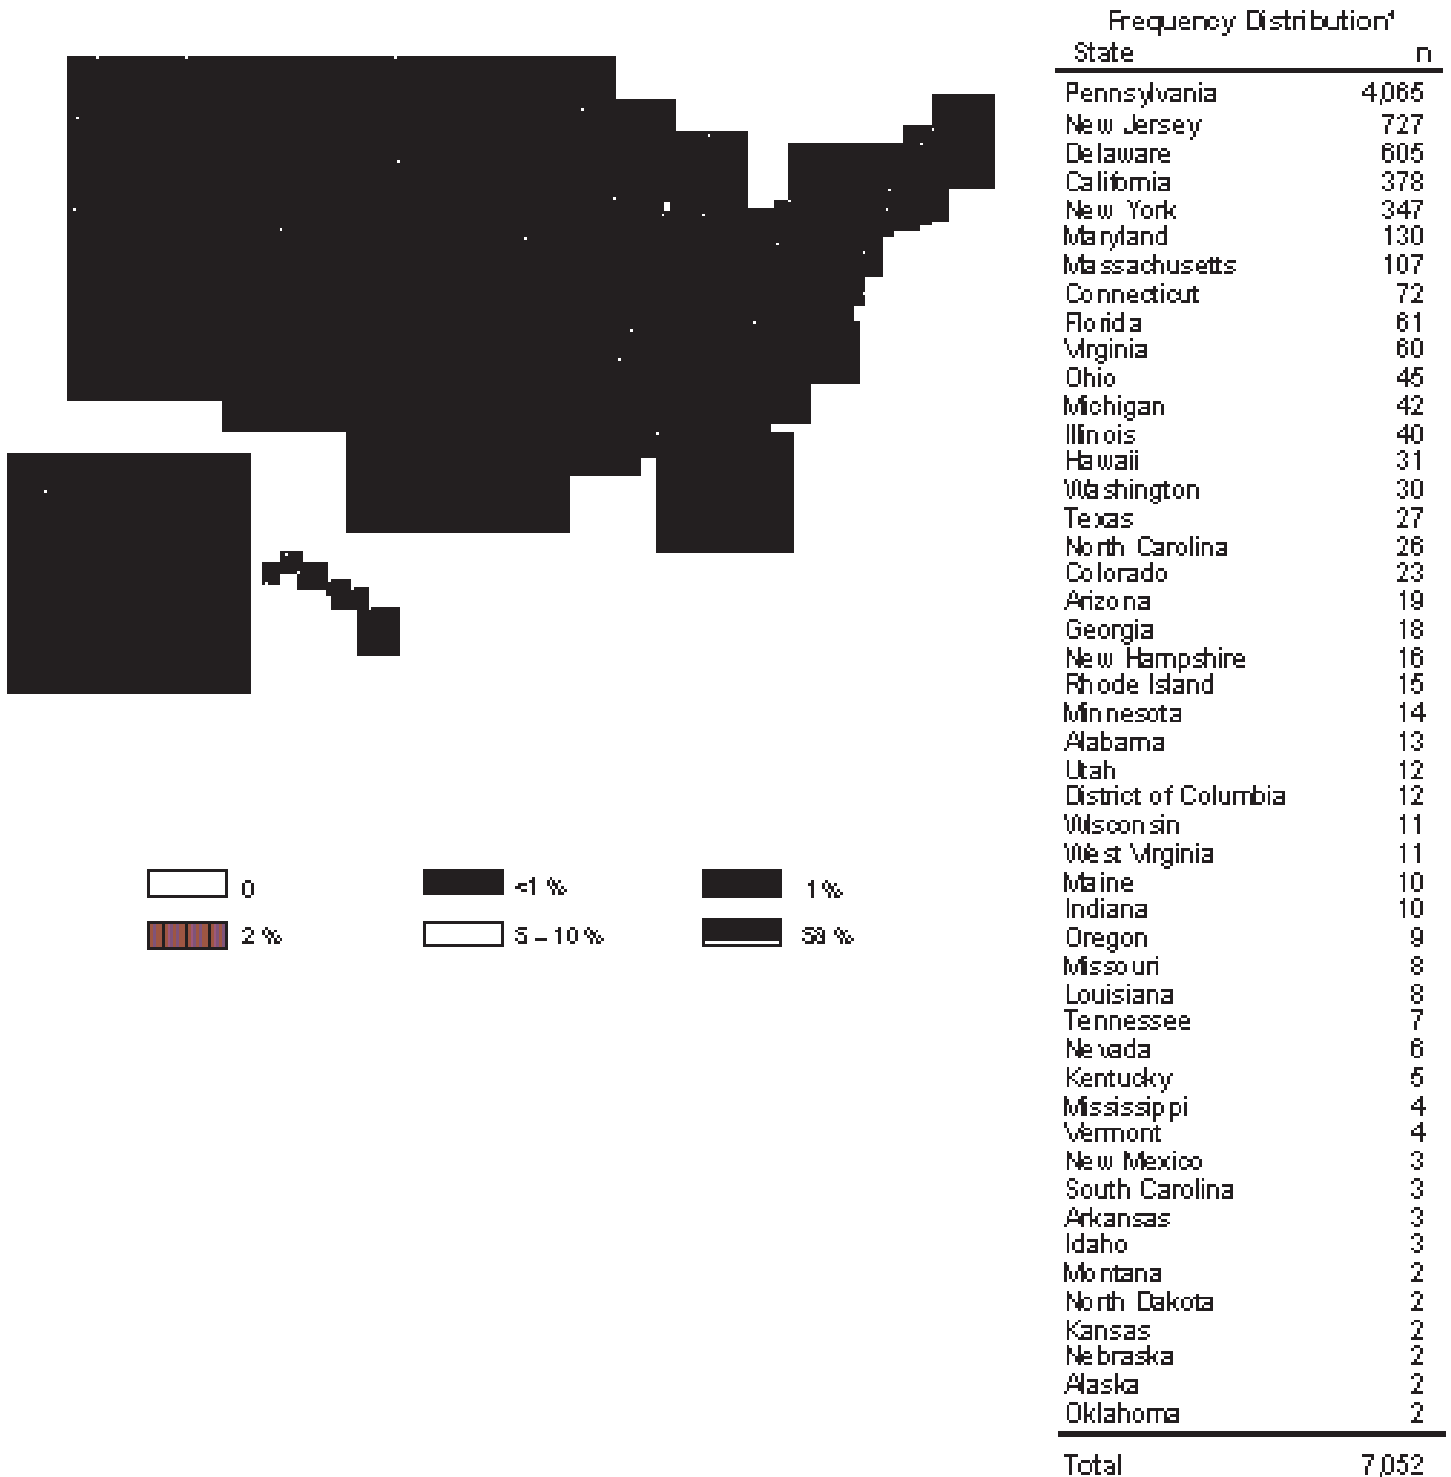 Frequency Distribution¹
State n
Pennsylvania 4,065
New Jersey 727
Delaware 605
California 378
New York 347
Maryland 130
Massachusetts 107
Connecticut 72
Florida 61
Virginia 60
Ohio 45
Michigan 42
Illinois 40
Hawaii 31
Washington 30
Texas 27
North Carolina 26
Colorado 23
Arizona 19
Georgia 18
New Hampshire 16
Rhode Island 15
Minnesota 14
Alabama 13
Utah 12
District of Columbia 12
Wisconsin 11
West Virginia 11
Maine 10
Indiana 10
Oregon 9
Missouri 8
Louisiana 8
Tennessee 7
Nevada 6
Kentucky 5
Mississippi 4
Vermont 4
New Mexico 3
South Carolina 3
Arkansas 3
Idaho 3
Montana 2
North Dakota 2
Kansas 2
Nebraska 2
Alaska 2
Oklahoma 2
Total 7,052
0 <1 % 1 %
2 % 5 – 10 % 58 %